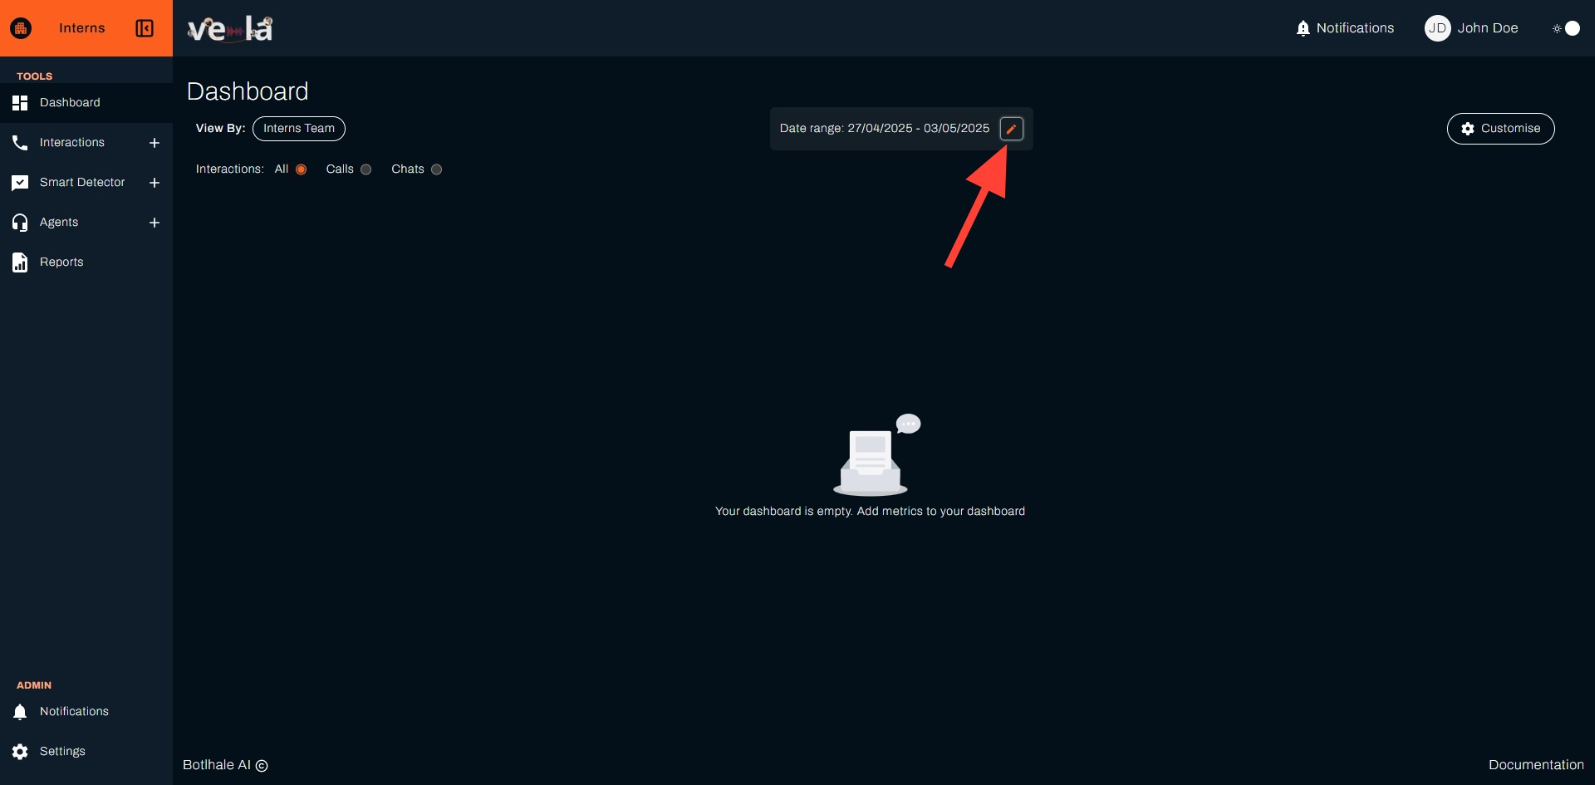 Interns
vela
Notifications
JD
John Doe
TOOLS
Dashboard
Interactions
Smart Detector
Agents
Reports
ADMIN
Notifications
Settings
Dashboard
View By: Interns Team
Date range: 27/04/2025 - 03/05/2025
Customise
Interactions: All Calls Chats
Your dashboard is empty. Add metrics to your dashboard
Botlhale AI ©
Documentation